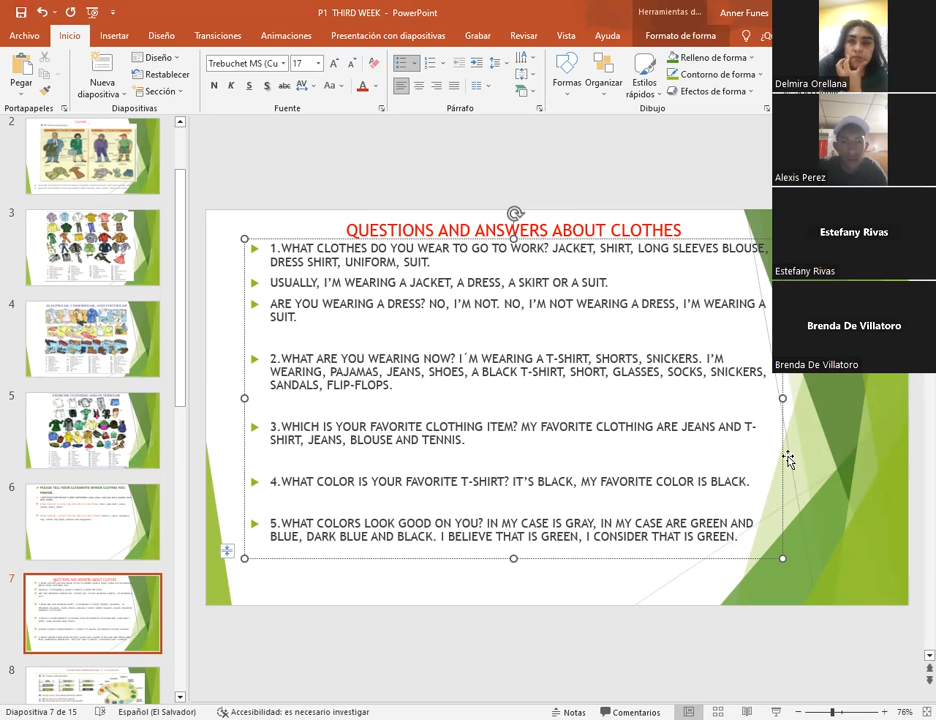 P1 THIRD WEEK - PowerPoint
Herramientas d...
Anner Funes
Archivo
Inicio
Insertar
Diseño
Transiciones
Animaciones
Presentación con diapositivas
Grabar
Revisar
Vista
Ayuda
Formato de forma
Pegar
Portapapeles
Nueva
diapositiva
Diseño
Restablecer
Sección
Diapositivas
Trebuchet MS (Cu
17
N K S abc AV Aa A
Fuente
Párrafo
Formas
Organizar
Estilos
rápidos
Relleno de forma
Contorno de forma
Efectos de forma
Dibujo
Delmira Orellana
Alexis Perez
Estefany Rivas
Estefany Rivas
Brenda De Villatoro
Brenda De Villatoro
2
3
4
5
6
7
8
QUESTIONS AND ANSWERS ABOUT CLOTHES
1.WHAT CLOTHES DO YOU WEAR TO GO TO WORK? JACKET, SHIRT, LONG SLEEVES BLOUSE,
DRESS SHIRT, UNIFORM, SUIT.
USUALLY, I’M WEARING A JACKET, A DRESS, A SKIRT OR A SUIT.
ARE YOU WEARING A DRESS? NO, I’M NOT. NO, I’M NOT WEARING A DRESS, I’M WEARING A
SUIT.
2.WHAT ARE YOU WEARING NOW? I´M WEARING A T-SHIRT, SHORTS, SNICKERS. I’M
WEARING, PAJAMAS, JEANS, SHOES, A BLACK T-SHIRT, SHORT, GLASSES, SOCKS, SNICKERS,
SANDALS, FLIP-FLOPS.
3.WHICH IS YOUR FAVORITE CLOTHING ITEM? MY FAVORITE CLOTHING ARE JEANS AND T-
SHIRT, JEANS, BLOUSE AND TENNIS.
4.WHAT COLOR IS YOUR FAVORITE T-SHIRT? IT’S BLACK, MY FAVORITE COLOR IS BLACK.
5.WHAT COLORS LOOK GOOD ON YOU? IN MY CASE IS GRAY, IN MY CASE ARE GREEN AND
BLUE, DARK BLUE AND BLACK. I BELIEVE THAT IS GREEN, I CONSIDER THAT IS GREEN.
Diapositiva 7 de 15
Español (El Salvador)
Accesibilidad: es necesario investigar
Notas
Comentarios
76%